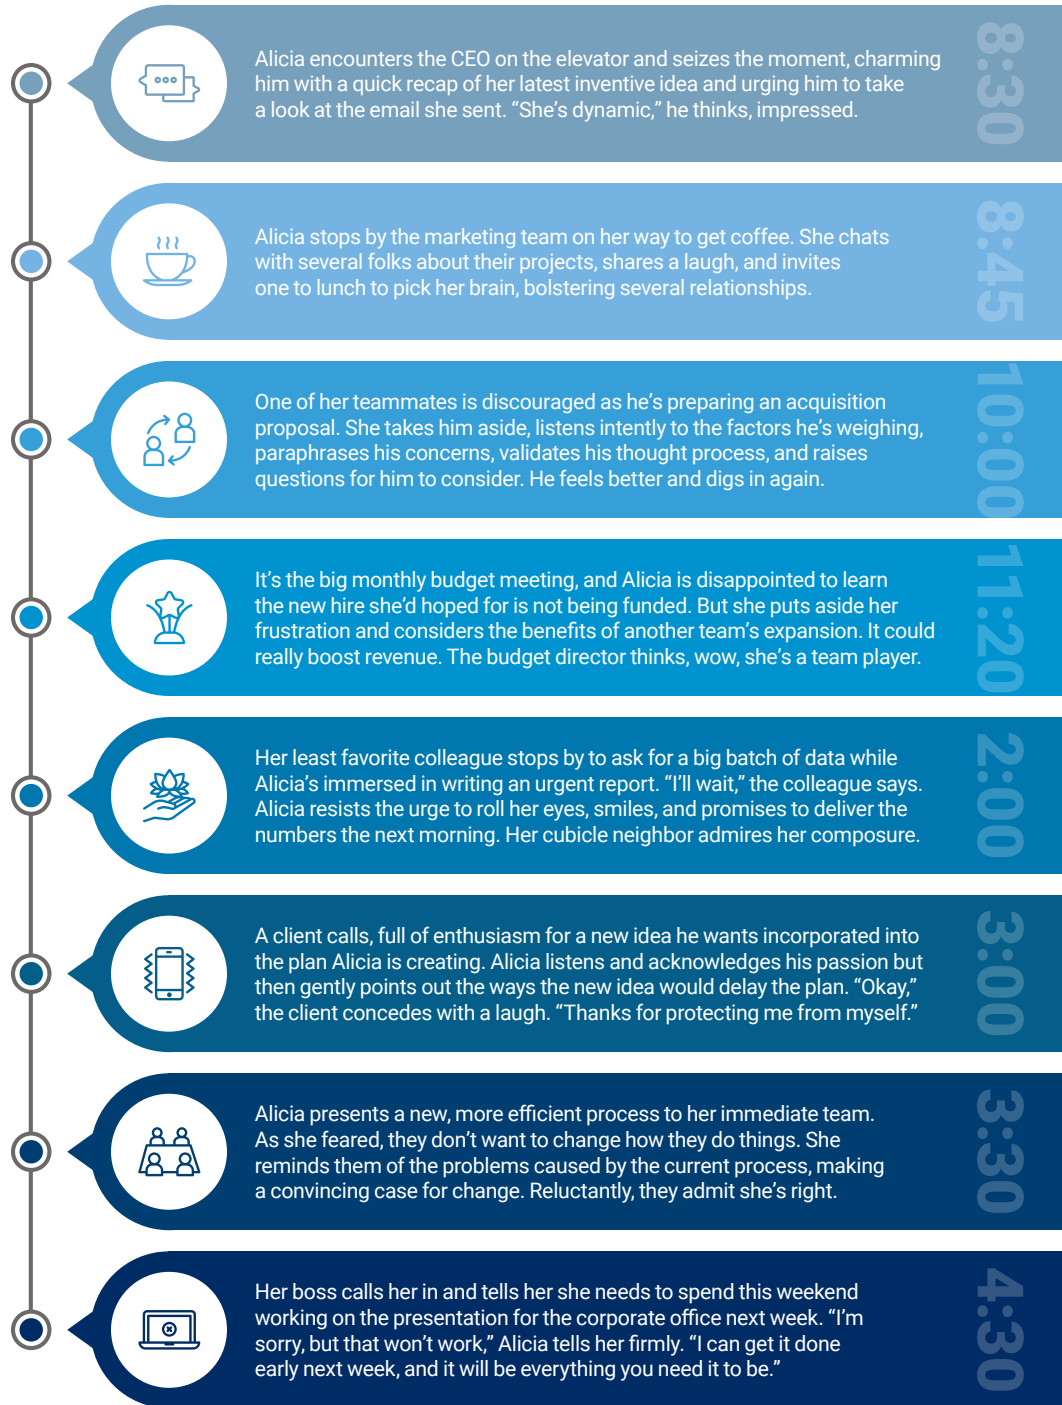 Alicia encounters the CEO on the elevator and seizes the moment, charming
him with a quick recap of her latest inventive idea and urging him to take
a look at the email she sent. “She’s dynamic,” he thinks, impressed.
8:30
Alicia stops by the marketing team on her way to get coffee. She chats
with several folks about their projects, shares a laugh, and invites
one to lunch to pick her brain, bolstering several relationships.
8:45
One of her teammates is discouraged as he’s preparing an acquisition
proposal. She takes him aside, listens intently to the factors he’s weighing,
paraphrases his concerns, validates his thought process, and raises
questions for him to consider. He feels better and digs in again.
10:00
It’s the big monthly budget meeting, and Alicia is disappointed to learn
the new hire she’d hoped for is not being funded. But she puts aside her
frustration and considers the benefits of another team’s expansion. It could
really boost revenue. The budget director thinks, wow, she’s a team player.
11:20
Her least favorite colleague stops by to ask for a big batch of data while
Alicia’s immersed in writing an urgent report. “I’ll wait,” the colleague says.
Alicia resists the urge to roll her eyes, smiles, and promises to deliver the
numbers the next morning. Her cubicle neighbor admires her composure.
2:00
A client calls, full of enthusiasm for a new idea he wants incorporated into
the plan Alicia is creating. Alicia listens and acknowledges his passion but
then gently points out the ways the new idea would delay the plan. “Okay,”
the client concedes with a laugh. “Thanks for protecting me from myself.”
3:00
Alicia presents a new, more efficient process to her immediate team.
As she feared, they don’t want to change how they do things. She
reminds them of the problems caused by the current process, making
a convincing case for change. Reluctantly, they admit she’s right.
3:30
Her boss calls her in and tells her she needs to spend this weekend
working on the presentation for the corporate office next week. “I’m
sorry, but that won’t work,” Alicia tells her firmly. “I can get it done
early next week, and it will be everything you need it to be.”
4:30